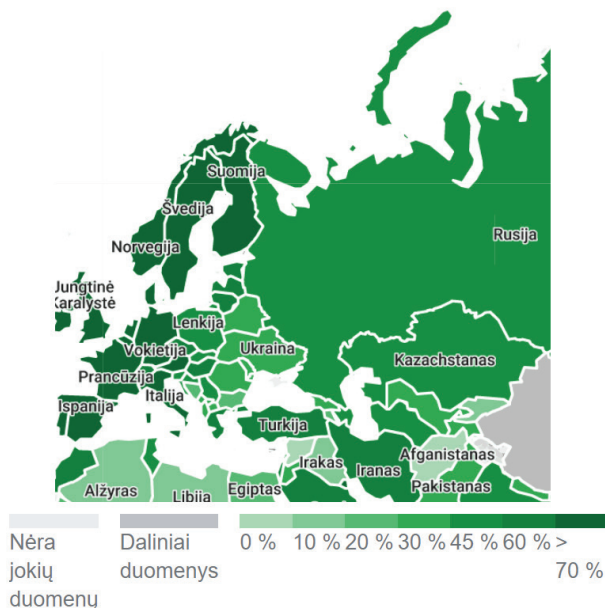 Suomija
Švedija
Norvegija
Rusija
Jungtinė
Karalystė
Lenkija
Vokietija
Ukraina
Kazachstanas
Prancūzija
Ispanija
Italija
Turkija
Irakas
Iranas
Afganistanas
Pakistanas
Alžyras
Libija
Egiptas
Nėra
jokių
duomenų
Daliniai
duomenys
0 % 10 % 20 % 30 % 45 % 60 % >
70 %